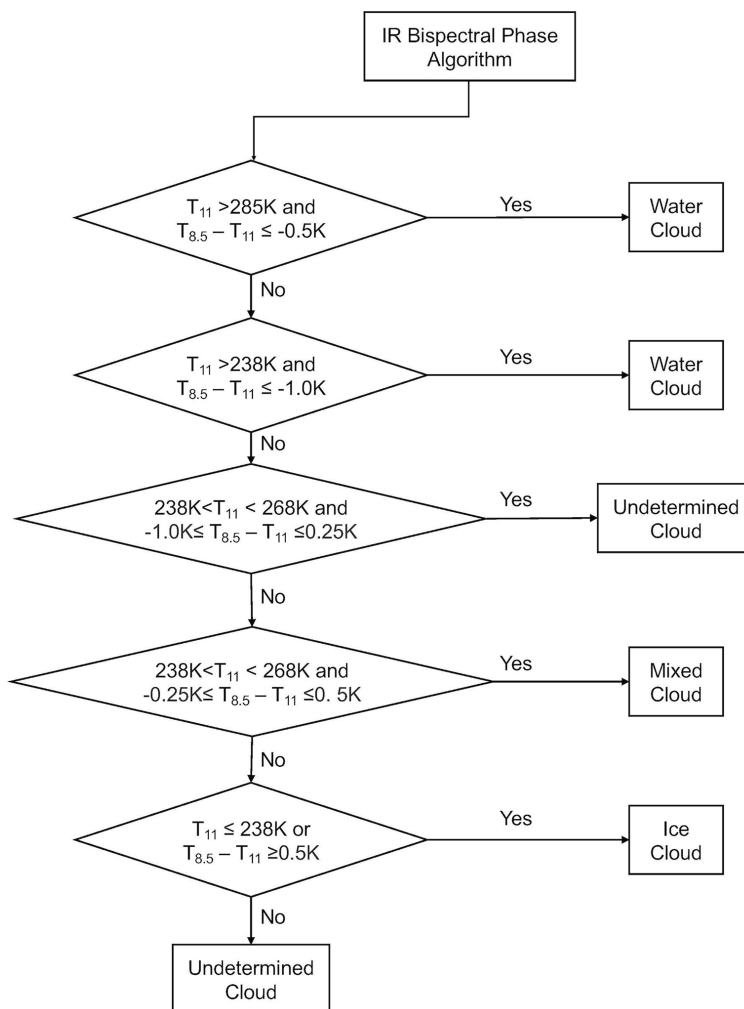 IR Bispectral Phase
Algorithm
T₁₁ >285K and
T₈.₅ – T₁₁ ≤ -0.5K
Yes
Water
Cloud
No
T₁₁ >238K and
T₈.₅ – T₁₁ ≤ -1.0K
Yes
Water
Cloud
No
238K<T₁₁ < 268K and
-1.0K≤ T₈.₅ – T₁₁ ≤0.25K
Yes
Undetermined
Cloud
No
238K<T₁₁ < 268K and
-0.25K≤ T₈.₅ – T₁₁ ≤0. 5K
Yes
Mixed
Cloud
No
T₁₁ ≤ 238K or
T₈.₅ – T₁₁ ≥0.5K
Yes
Ice
Cloud
No
Undetermined
Cloud